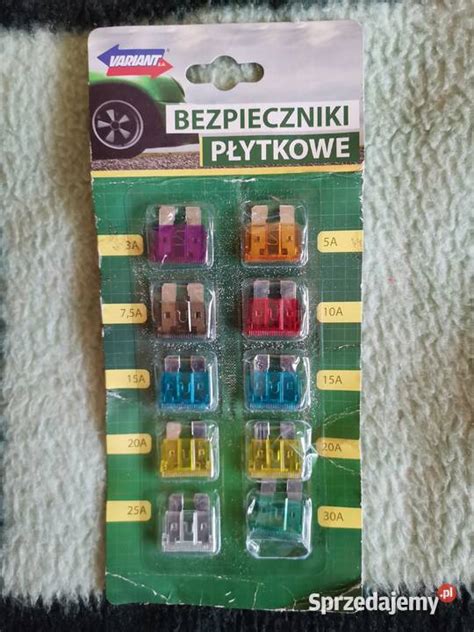 VARIANT S.A.
BEZPIECZNIKI
PŁYTKOWE
3A
5A
7,5A
10A
15A
15A
20A
20A
25A
30A
Sprzedajemy.pl